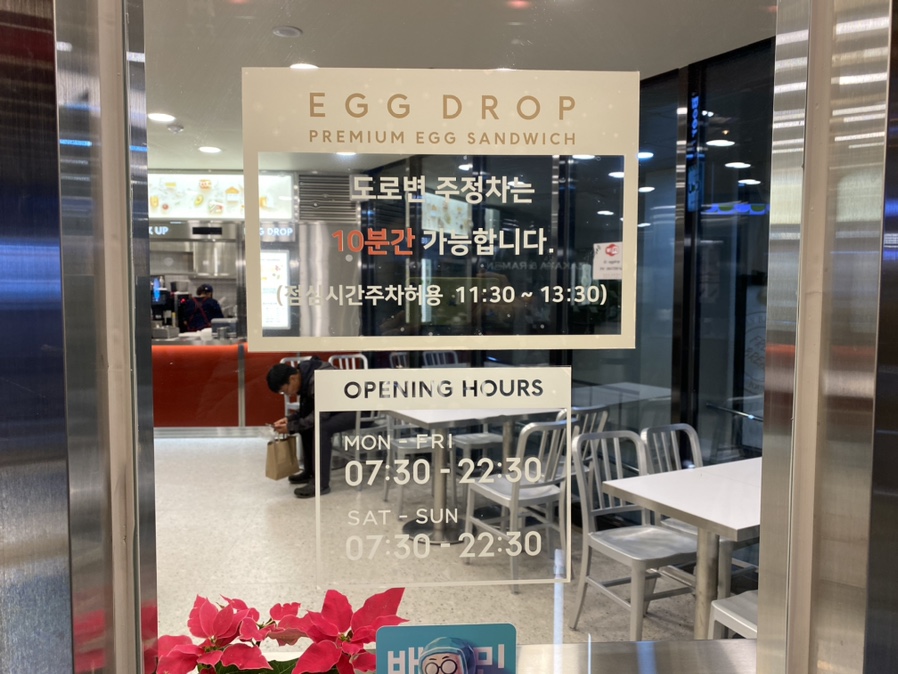 EGG DROP
PREMIUM EGG SANDWICH
도로변 주정차는
10분간 가능합니다.
(점심시간주차허용 11:30 ~ 13:30)
UP
DROP
OPENING HOURS
MON - FRI
07:30 - 22:30
SAT - SUN
07:30 - 22:30